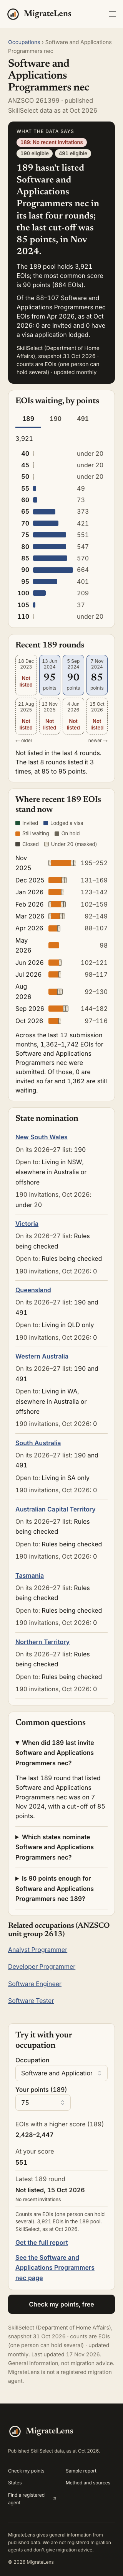 MigrateLens
Occupations › Software and Applications
Programmers nec
Software and
Applications
Programmers nec
ANZSCO 261399 · published
SkillSelect data as at Oct 2026
WHAT THE DATA SAYS
189: No recent invitations
190 eligible
491 eligible
189 hasn't listed
Software and
Applications
Programmers nec in
its last four rounds;
the last cut-off was
85 points, in Nov
2024.
The 189 pool holds 3,921
EOIs; the most common score
is 90 points (664 EOIs).
Of the 88–107 Software and
Applications Programmers nec
EOIs from Apr 2026, as at Oct
2026: 0 are invited and 0 have
a visa application lodged.
SkillSelect (Department of Home
Affairs), snapshot 31 Oct 2026 ·
counts are EOIs (one person can
hold several) · updated monthly
EOIs waiting, by points
189 190 491
3,921
40 under 20
45 under 20
50 under 20
55 49
60 73
65 373
70 421
75 551
80 547
85 570
90 664
95 401
100 209
105 37
110 under 20
Recent 189 rounds
18 Dec 2023 Not listed
13 Jun 2024 95 points
5 Sep 2024 90 points
7 Nov 2024 85 points
21 Aug 2025 Not listed
13 Nov 2025 Not listed
4 Jun 2026 Not listed
15 Oct 2026 Not listed
← older newer →
Not listed in the last 4 rounds.
The last 8 rounds listed it 3
times, at 85 to 95 points.
Where recent 189 EOIs
stand now
Invited Lodged a visa
Still waiting On hold
Closed Under 20 (masked)
Nov
2025 195–252
Dec 2025 131–169
Jan 2026 123–142
Feb 2026 102–159
Mar 2026 92–149
Apr 2026 88–107
May
2026 98
Jun 2026 102–121
Jul 2026 98–117
Aug
2026 92–130
Sep 2026 144–182
Oct 2026 97–116
Across the last 12 submission
months, 1,362–1,742 EOIs for
Software and Applications
Programmers nec were
submitted. Of those, 0 are
invited so far and 1,362 are still
waiting.
State nomination
New South Wales
On its 2026–27 list: 190
Open to: Living in NSW,
elsewhere in Australia or
offshore
190 invitations, Oct 2026:
under 20
Victoria
On its 2026–27 list: Rules
being checked
Open to: Rules being checked
190 invitations, Oct 2026: 0
Queensland
On its 2026–27 list: 190 and
491
Open to: Living in QLD only
190 invitations, Oct 2026: 0
Western Australia
On its 2026–27 list: 190 and
491
Open to: Living in WA,
elsewhere in Australia or
offshore
190 invitations, Oct 2026: 0
South Australia
On its 2026–27 list: 190 and
491
Open to: Living in SA only
190 invitations, Oct 2026: 0
Australian Capital Territory
On its 2026–27 list: Rules
being checked
Open to: Rules being checked
190 invitations, Oct 2026: 0
Tasmania
On its 2026–27 list: Rules
being checked
Open to: Rules being checked
190 invitations, Oct 2026: 0
Northern Territory
On its 2026–27 list: Rules
being checked
Open to: Rules being checked
190 invitations, Oct 2026: 0
Common questions
▼ When did 189 last invite
Software and Applications
Programmers nec?
The last 189 round that listed
Software and Applications
Programmers nec was on 7
Nov 2024, with a cut-off of 85
points.
▶ Which states nominate
Software and Applications
Programmers nec?
▶ Is 90 points enough for
Software and Applications
Programmers nec 189?
Related occupations (ANZSCO
unit group 2613)
Analyst Programmer
Developer Programmer
Software Engineer
Software Tester
Try it with your
occupation
Occupation
Software and Application
Your points (189)
75
EOIs with a higher score (189)
2,428–2,447
At your score
551
Latest 189 round
Not listed, 15 Oct 2026
No recent invitations
Counts are EOIs (one person can hold
several), 3,921 EOIs in the 189 pool.
SkillSelect, as at Oct 2026.
Get the full report
See the Software and
Applications Programmers
nec page
Check my points, free
SkillSelect (Department of Home Affairs),
snapshot 31 Oct 2026 · counts are EOIs
(one person can hold several) · updated
monthly. Last updated 17 Nov 2026.
General information, not migration advice.
MigrateLens is not a registered migration
agent.
MigrateLens
Published SkillSelect data, as at Oct 2026.
Check my points Sample report
States Method and sources
Find a registered
agent ↗
MigrateLens gives general information from
published data. We are not registered migration
agents and don't give migration advice.
© 2026 MigrateLens